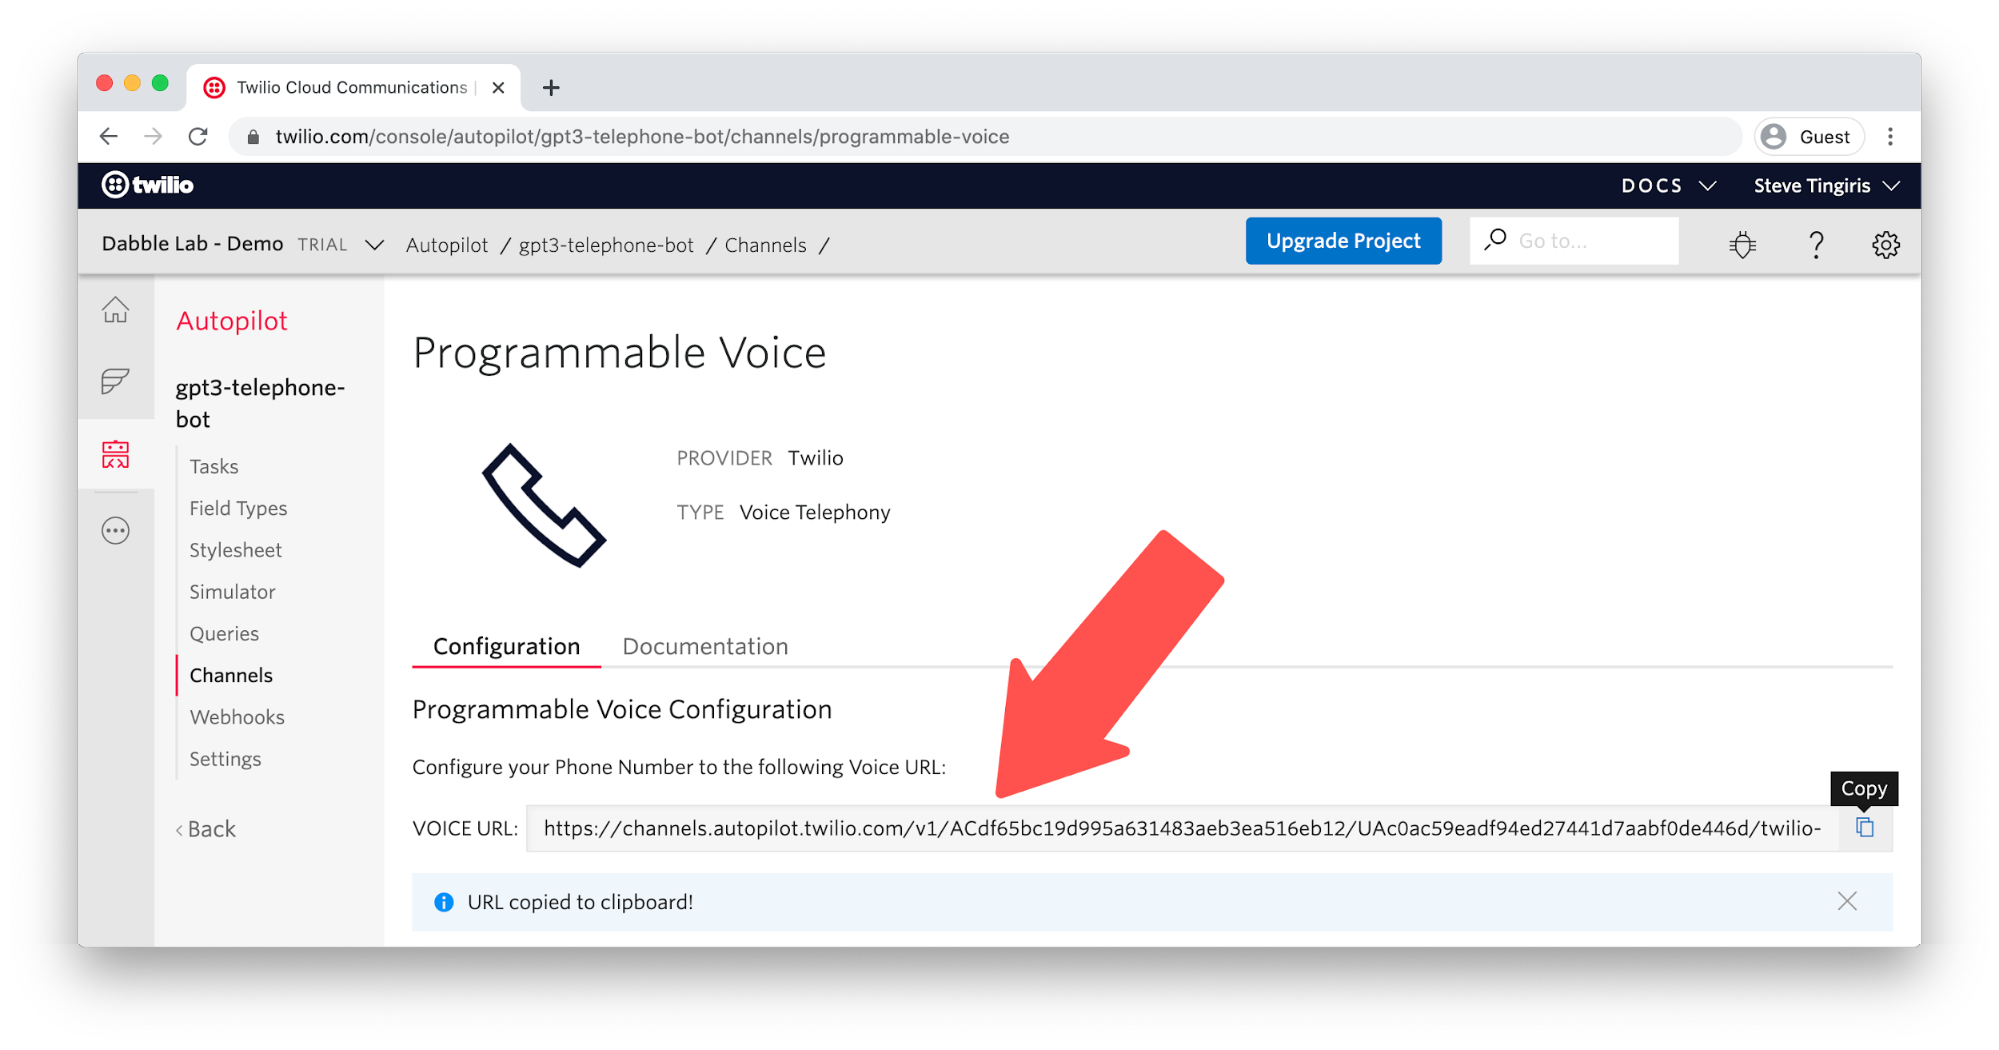 Twilio Cloud Communications |
twilio.com/console/autopilot/gpt3-telephone-bot/channels/programmable-voice
Guest
twilio
DOCS
Steve Tingiris
Dabble Lab - Demo TRIAL
Autopilot / gpt3-telephone-bot / Channels /
Upgrade Project
Go to...
?
Autopilot
gpt3-telephone-
bot
Tasks
Field Types
Stylesheet
Simulator
Queries
Channels
Webhooks
Settings
‹ Back
Programmable Voice
PROVIDER Twilio
TYPE Voice Telephony
Configuration
Documentation
Programmable Voice Configuration
Configure your Phone Number to the following Voice URL:
Copy
VOICE URL: https://channels.autopilot.twilio.com/v1/ACdf65bc19d995a631483aeb3ea516eb12/UAc0ac59eadf94ed27441d7aabf0de446d/twilio-
URL copied to clipboard!